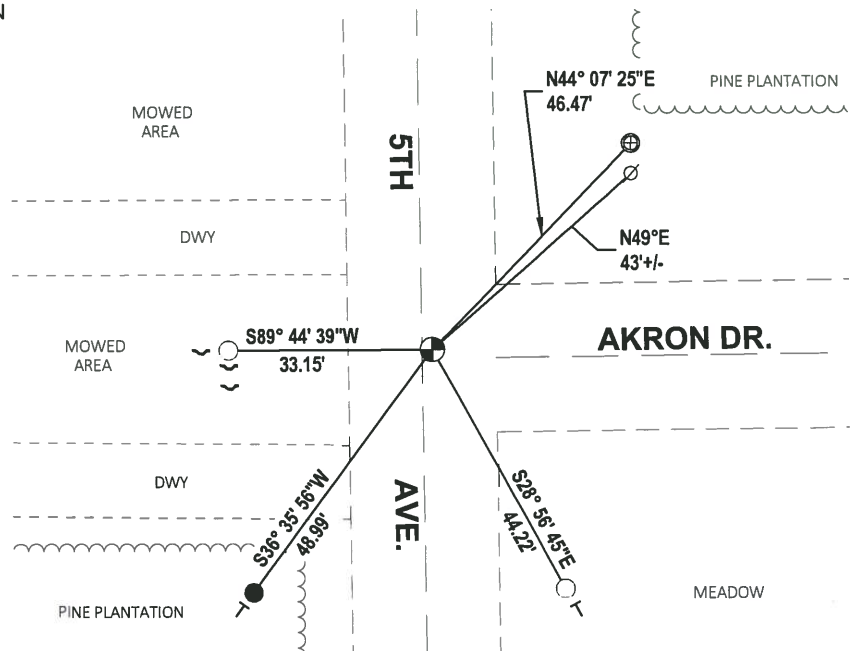 N
N44° 07' 25"E
46.47'
PINE PLANTATION
MOWED
AREA
5TH
DWY
N49°E
43'+/-
S89° 44' 39"W
33.15'
MOWED
AREA
AKRON DR.
DWY
S36° 35' 56"W
48.99'
AVE.
S28° 56' 45"E
44.22'
PINE PLANTATION
MEADOW